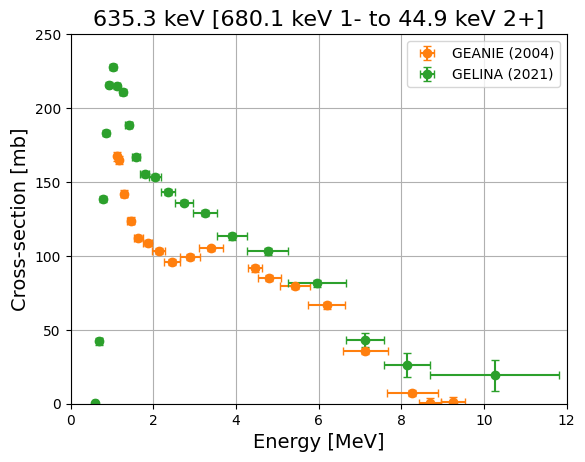 635.3 keV [680.1 keV 1- to 44.9 keV 2+]
GEANIE (2004)
GELINA (2021)
250
200
150
100
50
0
Cross-section [mb]
0 2 4 6 8 10 12
Energy [MeV]